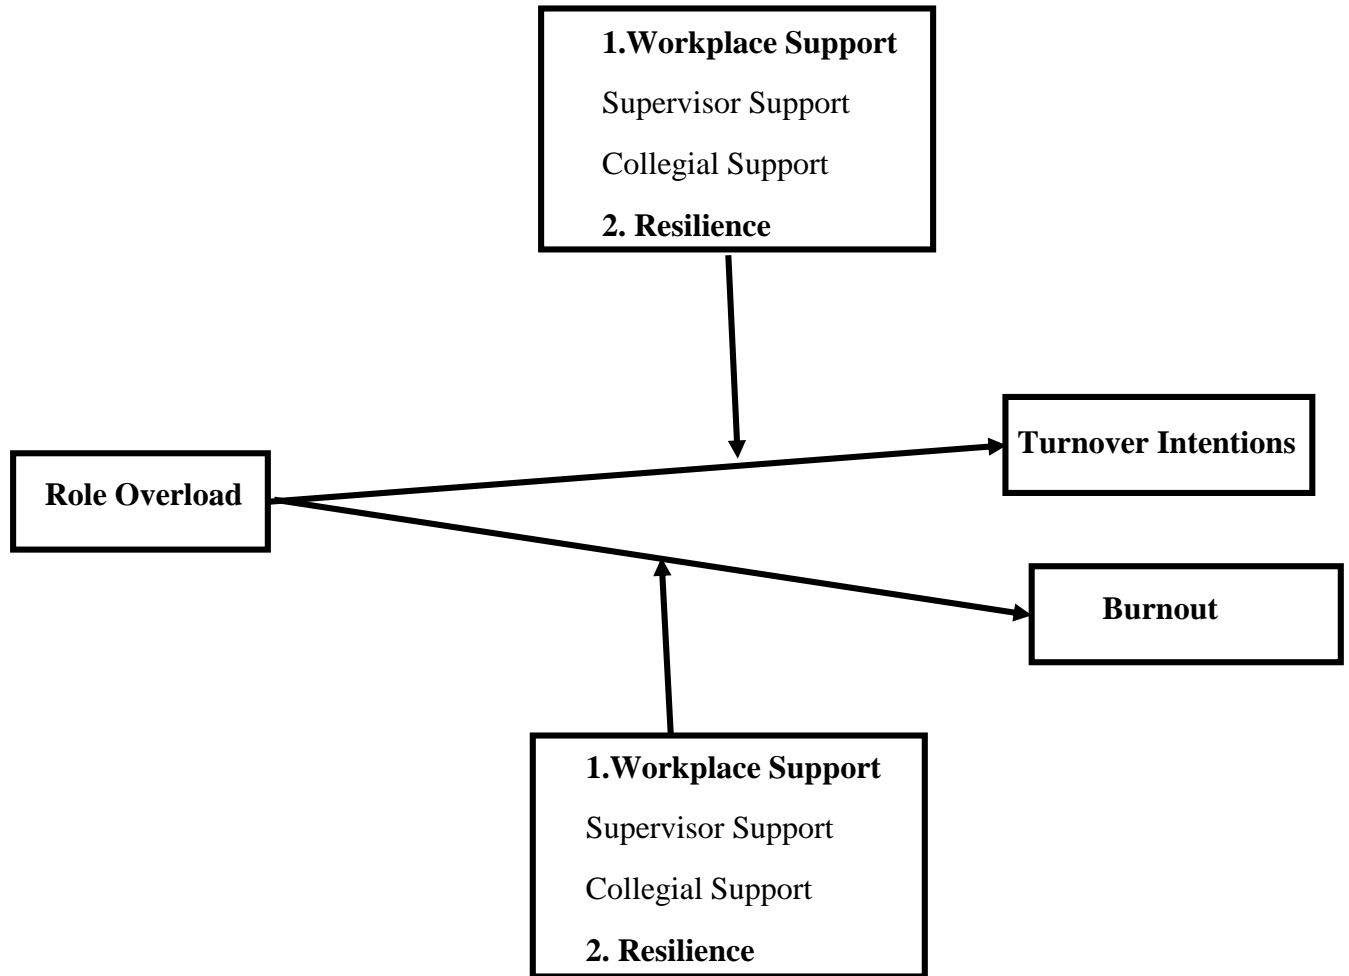 1.Workplace Support
Supervisor Support
Collegial Support
2. Resilience
Turnover Intentions
Role Overload
Burnout
1.Workplace Support
Supervisor Support
Collegial Support
2. Resilience